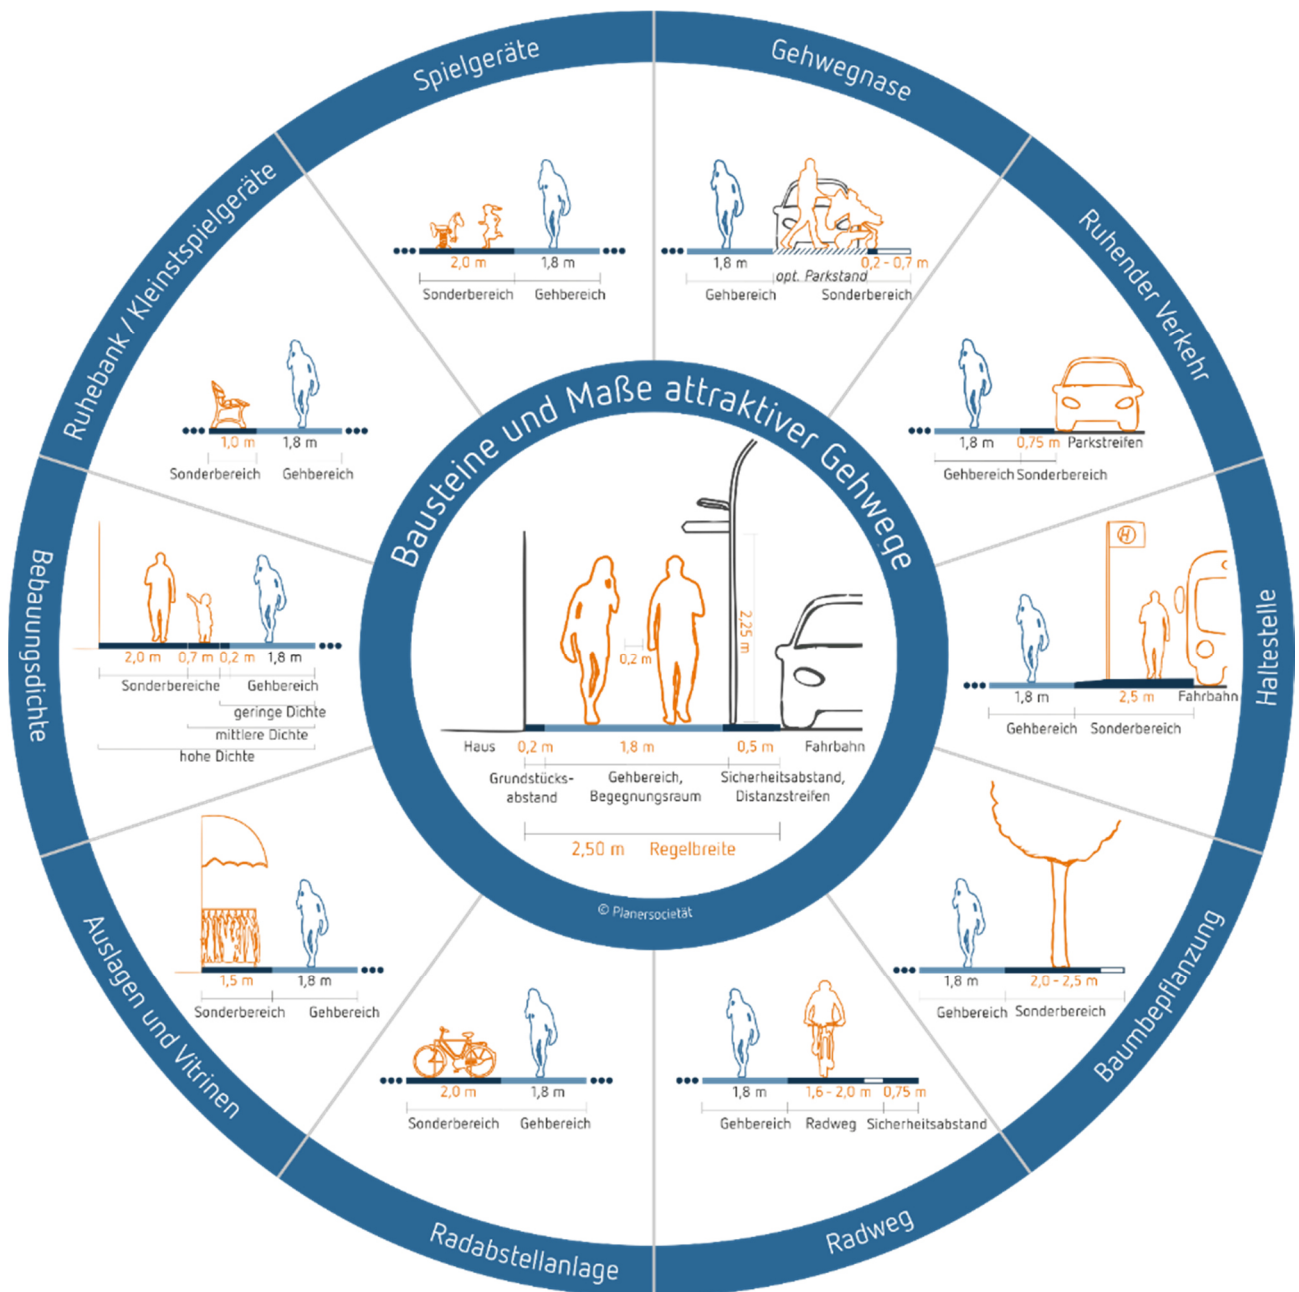 Bausteine und Maße attraktiver Gehwege
2,25 m
0,2 m
Haus
0,2 m
1,8 m
0,5 m
Fahrbahn
Grundstücks-
abstand
Gehbereich,
Begegnungsraum
Sicherheitsabstand,
Distanzstreifen
2,50 m Regelbreite
© Planersocietät
Gehwegnase
1,8 m
opt. Parkstand
0,2 - 0,7 m
Gehbereich
Sonderbereich
Ruhender Verkehr
1,8 m
0,75 m
Parkstreifen
Gehbereich
Sonderbereich
Haltestelle
H
1,8 m
2,5 m
Fahrbahn
Gehbereich
Sonderbereich
Baumbepflanzung
1,8 m
2,0 - 2,5 m
Gehbereich
Sonderbereich
Radweg
1,8 m
1,6 - 2,0 m
0,75 m
Gehbereich
Radweg
Sicherheitsabstand
Radabstellanlage
2,0 m
1,8 m
Sonderbereich
Gehbereich
Auslagen und Vitrinen
1,5 m
1,8 m
Sonderbereich
Gehbereich
Bebauungsdichte
2,0 m
0,7 m
0,2 m
1,8 m
Sonderbereiche
Gehbereich
geringe Dichte
mittlere Dichte
hohe Dichte
Ruhebank / Kleinstspielgeräte
1,0 m
1,8 m
Sonderbereich
Gehbereich
Spielgeräte
2,0 m
1,8 m
Sonderbereich
Gehbereich